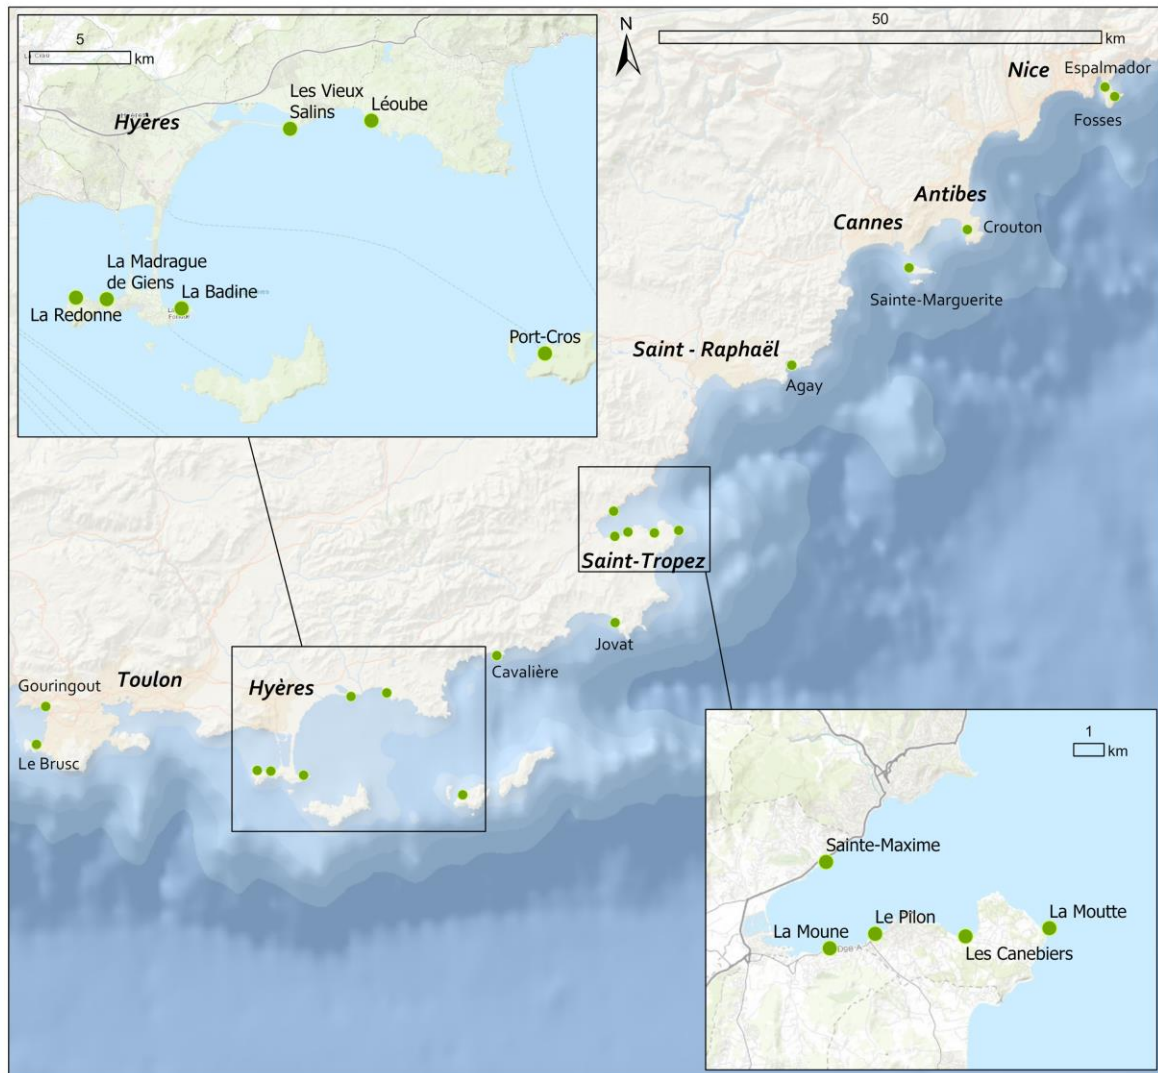 5
km
Les Vieux
Salins
Léoube
Hyères
La Madrague
de Giens
La Badine
La Redonne
Port-Cros
N
50
km
Nice
Espalmador
Fosses
Antibes
Cannes
Crouton
Sainte-Marguerite
Saint - Raphaël
Agay
Saint-Tropez
Jovat
Cavalière
Gouringout
Toulon
Hyères
Le Brusc
1
km
Sainte-Maxime
La Moutte
Le Pilon
La Moune
Les Canebiers